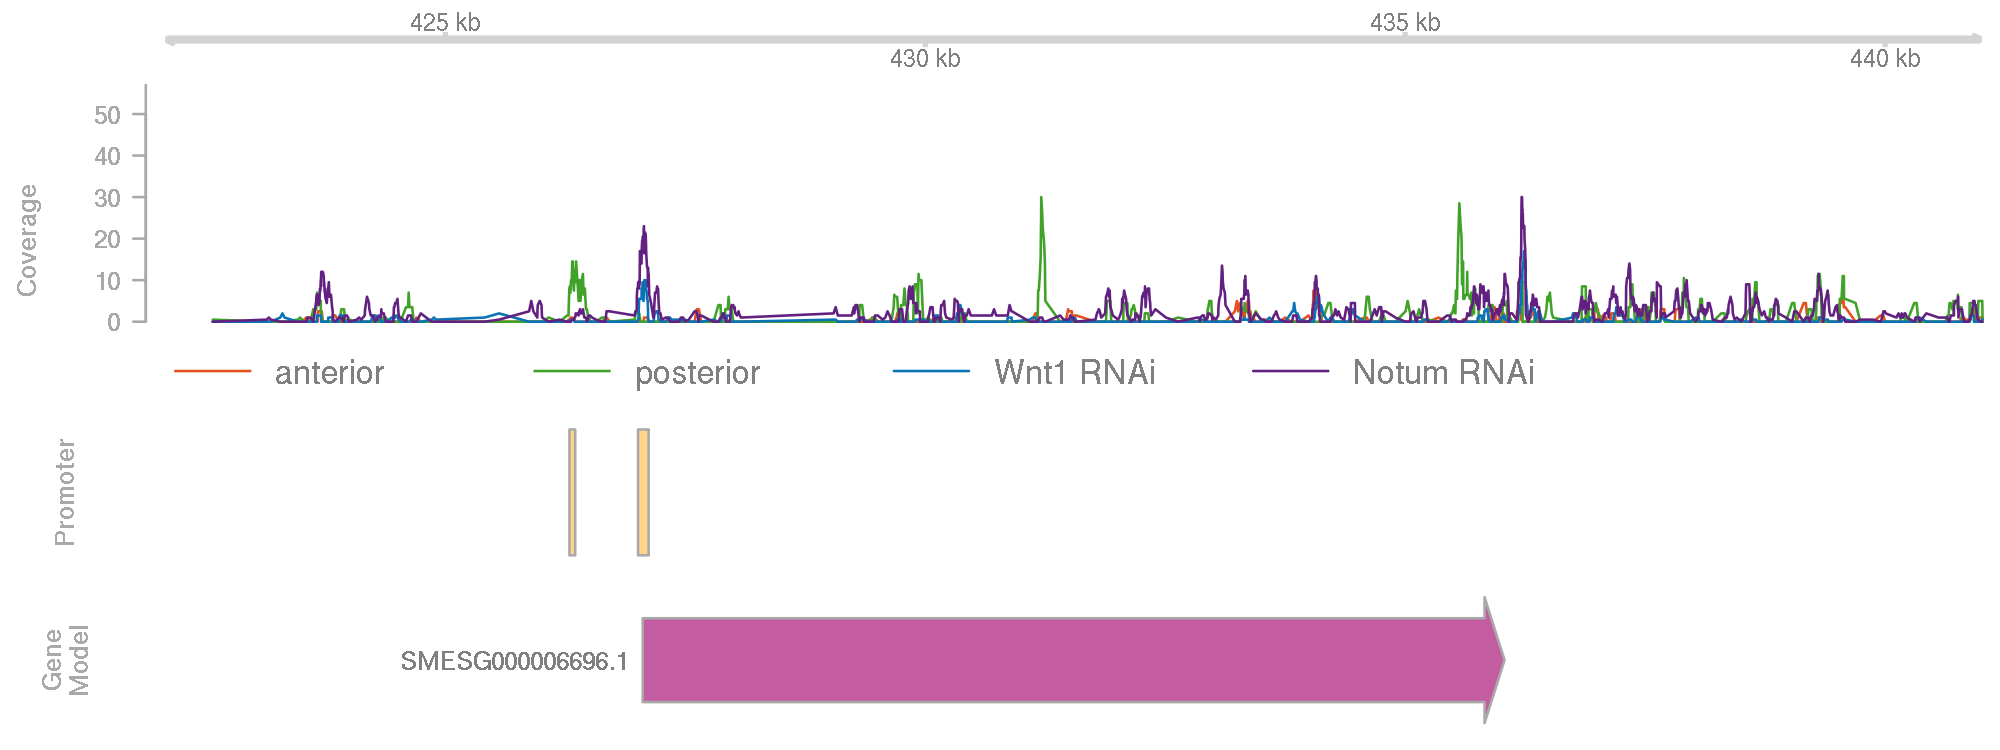 425 kb
435 kb
430 kb
440 kb
Coverage
50
40
30
20
10
0
anterior
posterior
Wnt1 RNAi
Notum RNAi
Promoter
Gene
Model
SMESG000006696.1